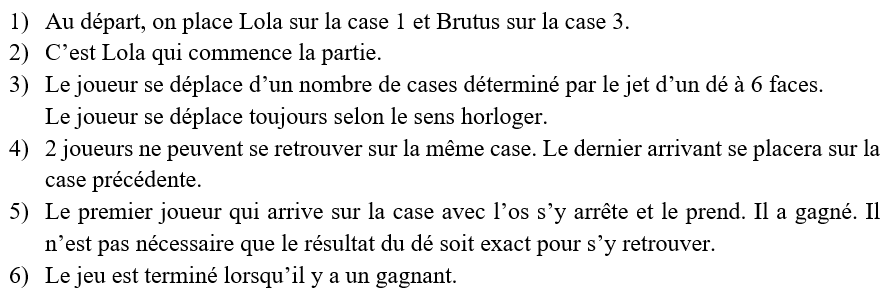 1) Au départ, on place Lola sur la case 1 et Brutus sur la case 3.
2) C’est Lola qui commence la partie.
3) Le joueur se déplace d’un nombre de cases déterminé par le jet d’un dé à 6 faces.
Le joueur se déplace toujours selon le sens horloger.
4) 2 joueurs ne peuvent se retrouver sur la même case. Le dernier arrivant se placera sur la
case précédente.
5) Le premier joueur qui arrive sur la case avec l’os s’y arrête et le prend. Il a gagné. Il
n’est pas nécessaire que le résultat du dé soit exact pour s’y retrouver.
6) Le jeu est terminé lorsqu’il y a un gagnant.